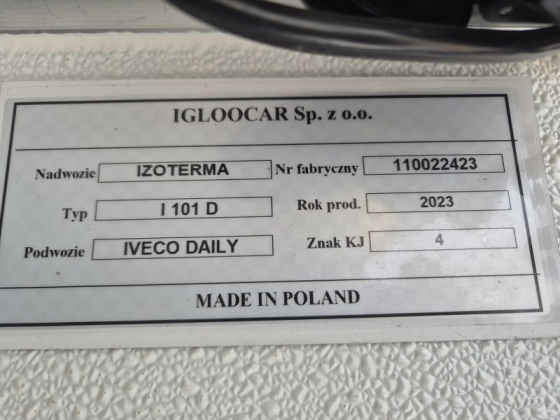 IGLOOCAR Sp. z o.o.
Nadwozie IZOTERMA Nr fabryczny 110022423
Typ I 101 D Rok prod. 2023
Podwozie IVECO DAILY Znak KJ 4
MADE IN POLAND